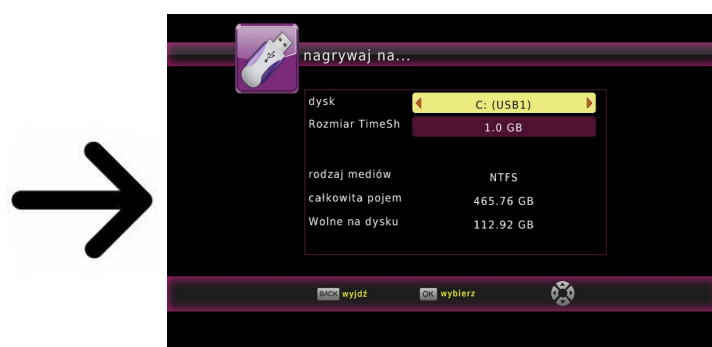 nagrywaj na...
dysk C: (USB1)
Rozmiar TimeSh 1.0 GB
rodzaj mediów NTFS
całkowita pojem 465.76 GB
Wolne na dysku 112.92 GB
BACK wyjdź OK wybierz